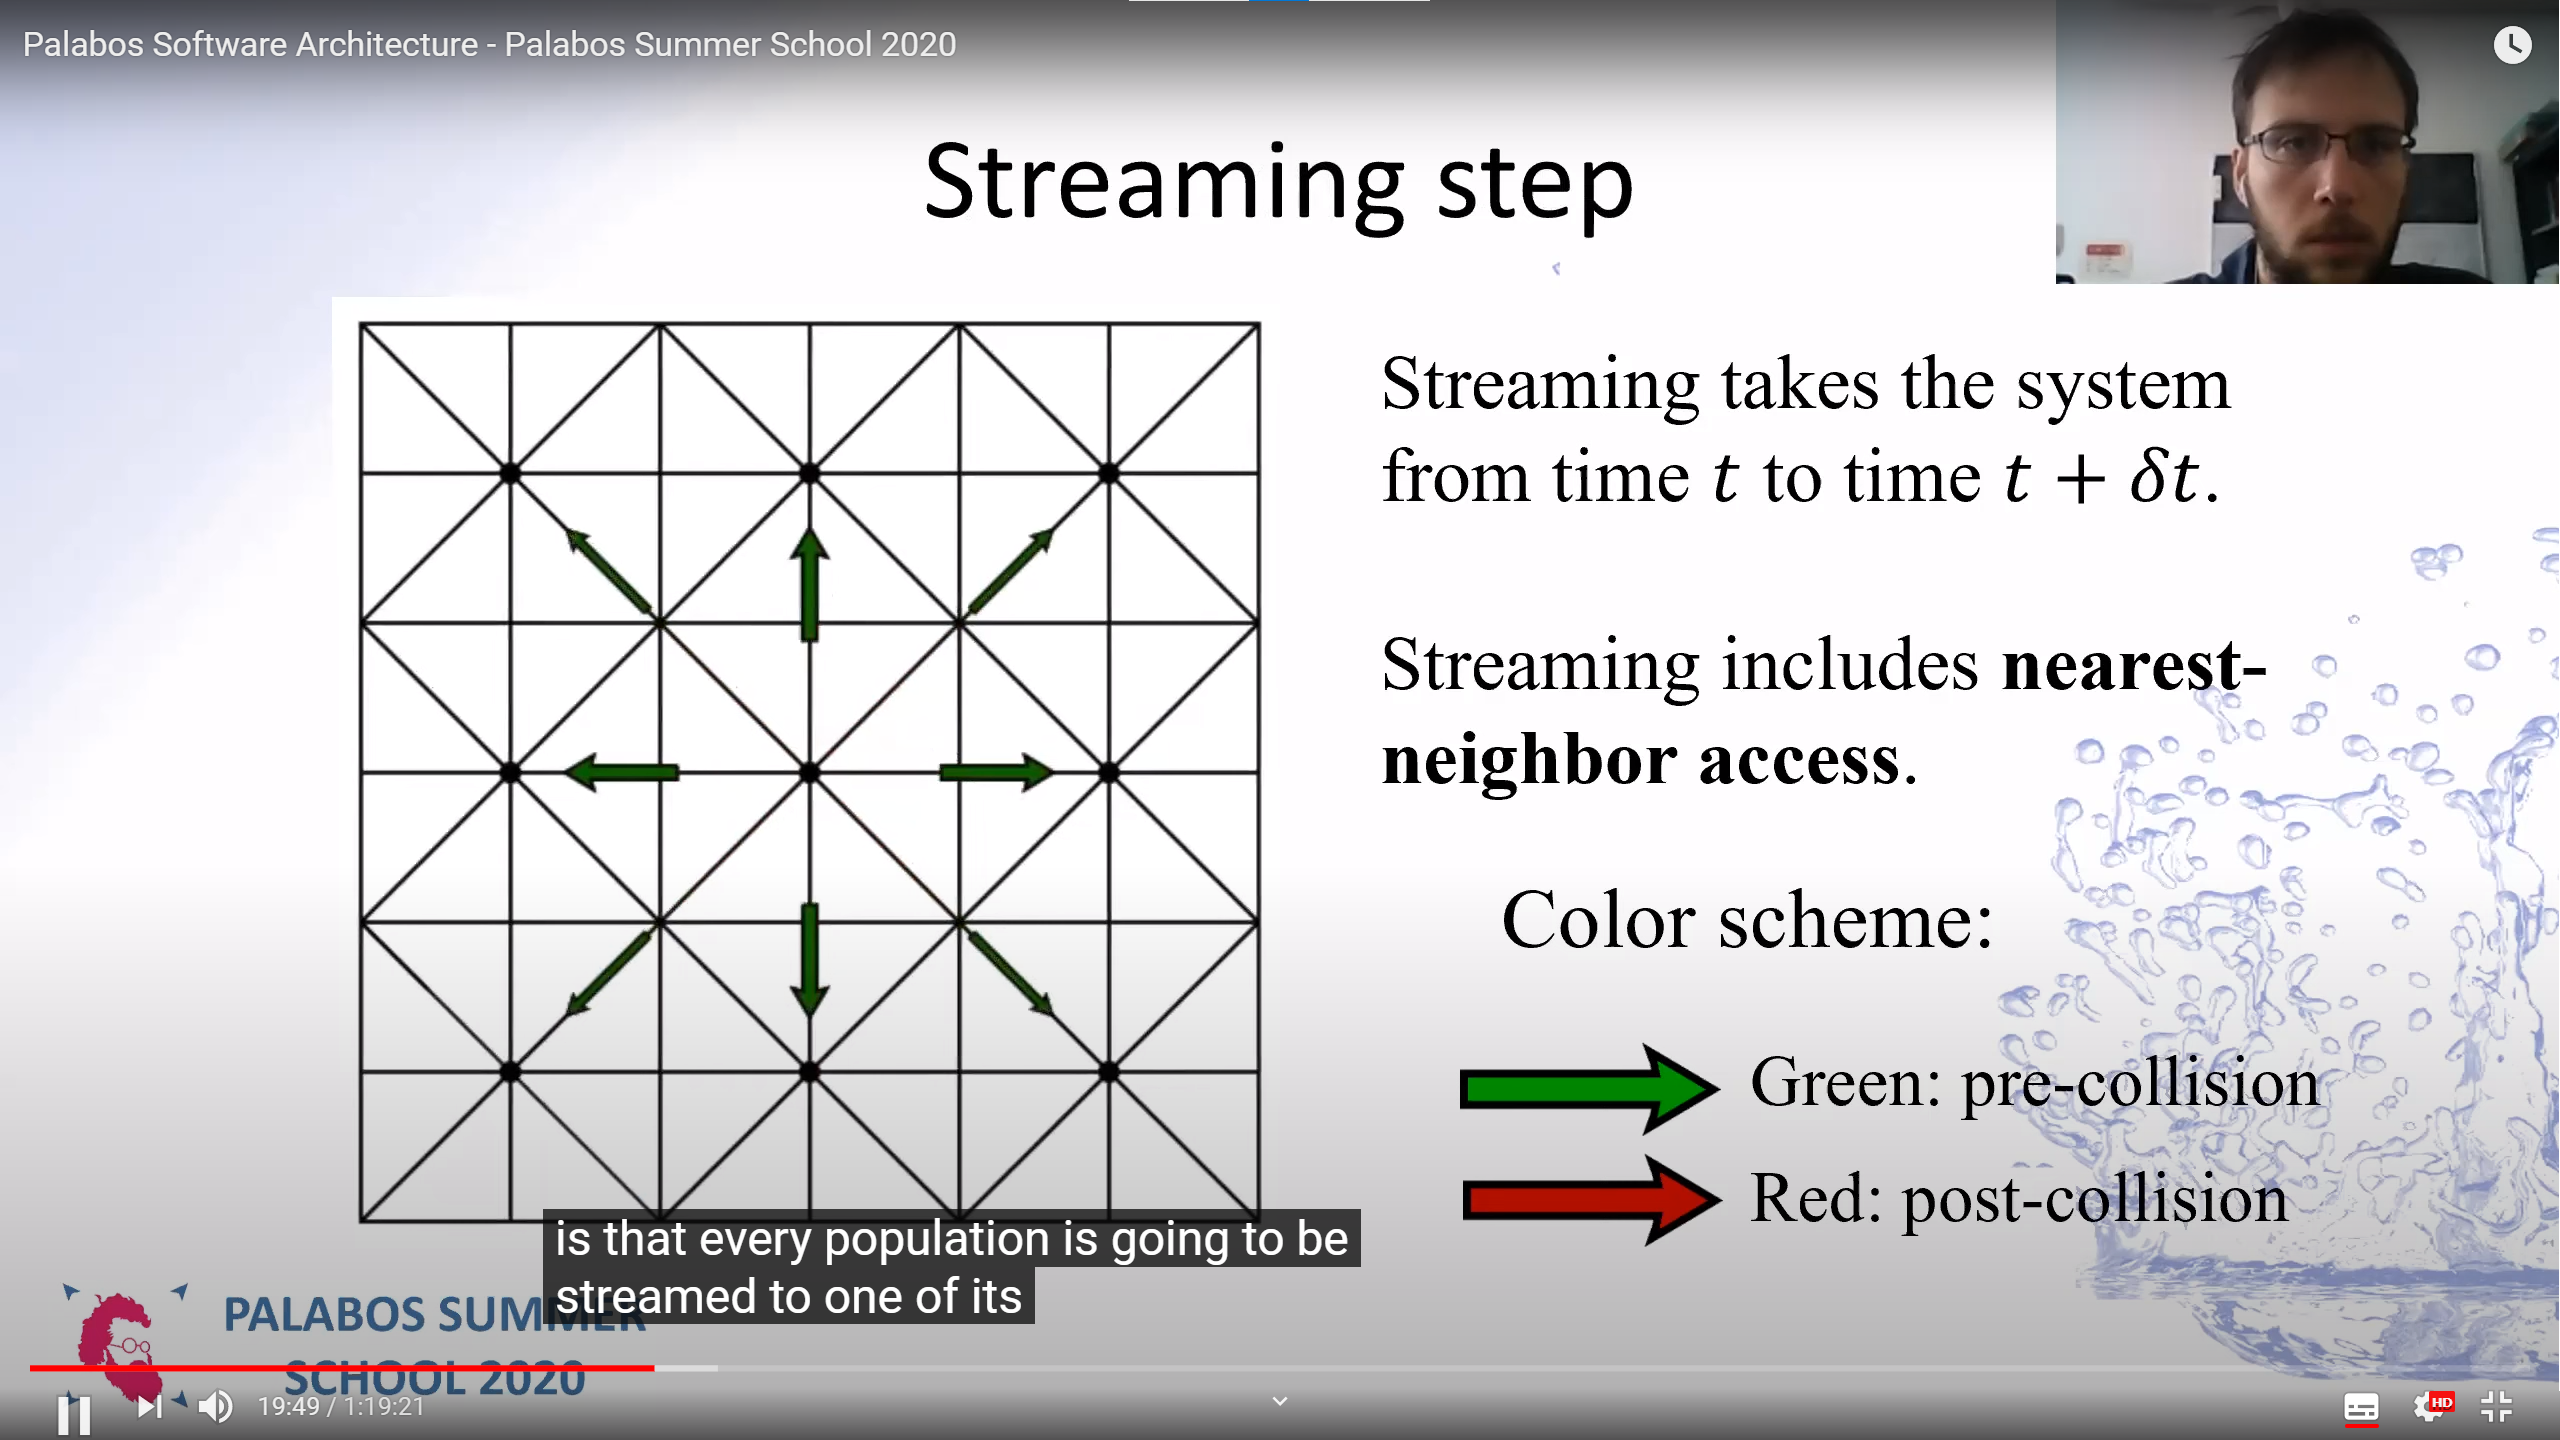 Palabos Software Architecture - Palabos Summer School 2020
Streaming step
Streaming takes the system
from time t to time t + δt.
Streaming includes nearest-
neighbor access.
Color scheme:
Green: pre-collision
Red: post-collision
is that every population is going to be
streamed to one of its
PALABOS SUMMER
SCHOOL 2020
19:49 / 1:19:21
HD